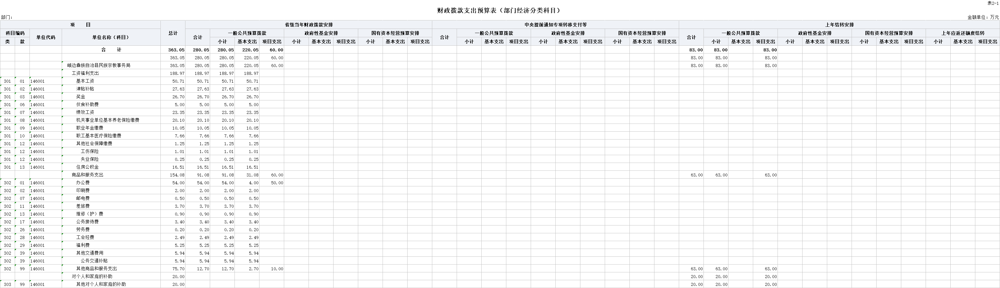 表2-1
财政拨款支出预算表（部门经济分类科目）
部门：
金额单位：万元
项 目 总计 省级当年财政拨款安排 中央提前通知专项转移支付等 上年结转安排
科目编码 单位代码 单位名称（科目） 合计 一般公共预算拨款 政府性基金安排 国有资本经营预算安排 合计 一般公共预算拨款 政府性基金安排 国有资本经营预算安排 合计 一般公共预算拨款 政府性基金安排 国有资本经营预算安排 上年应返还额度结转
类 款 小计 基本支出 项目支出 小计 基本支出 项目支出 小计 基本支出 项目支出 小计 基本支出 项目支出 小计 基本支出 项目支出 小计 基本支出 项目支出 小计 基本支出 项目支出 小计 基本支出 项目支出 小计 基本支出 项目支出 小计 基本支出 项目支出
合 计 363.05 280.05 280.05 220.05 60.00 83.00 83.00 83.00
363.05 280.05 280.05 220.05 60.00 83.00 83.00 83.00
峨边彝族自治县民族宗教事务局 363.05 280.05 280.05 220.05 60.00 83.00 83.00 83.00
工资福利支出 188.97 188.97 188.97 188.97
301 01 146001 基本工资 50.71 50.71 50.71 50.71
301 02 146001 津贴补贴 27.63 27.63 27.63 27.63
301 03 146001 奖金 26.70 26.70 26.70 26.70
301 06 146001 伙食补助费 5.00 5.00 5.00 5.00
301 07 146001 绩效工资 23.35 23.35 23.35 23.35
301 08 146001 机关事业单位基本养老保险缴费 20.10 20.10 20.10 20.10
301 09 146001 职业年金缴费 10.05 10.05 10.05 10.05
301 10 146001 职工基本医疗保险缴费 7.66 7.66 7.66 7.66
301 12 146001 其他社会保障缴费 1.25 1.25 1.25 1.25
301 12 146001 工伤保险 1.01 1.01 1.01 1.01
301 12 146001 失业保险 0.25 0.25 0.25 0.25
301 13 146001 住房公积金 16.51 16.51 16.51 16.51
商品和服务支出 154.08 91.08 91.08 31.08 60.00 63.00 63.00 63.00
302 01 146001 办公费 54.00 54.00 54.00 4.00 50.00
302 02 146001 印刷费 2.00 2.00 2.00 2.00
302 07 146001 邮电费 0.50 0.50 0.50 0.50
302 11 146001 差旅费 3.70 3.70 3.70 3.70
302 13 146001 维修（护）费 0.90 0.90 0.90 0.90
302 17 146001 公务接待费 3.40 3.40 3.40 3.40
302 26 146001 劳务费 0.20 0.20 0.20 0.20
302 28 146001 工会经费 2.49 2.49 2.49 2.49
302 29 146001 福利费 5.25 5.25 5.25 5.25
302 39 146001 其他交通费用 5.94 5.94 5.94 5.94
302 39 146001 公务交通补贴 5.94 5.94 5.94 5.94
302 99 146001 其他商品和服务支出 75.70 12.70 12.70 2.70 10.00 63.00 63.00 63.00
对个人和家庭的补助 20.00 20.00 20.00 20.00
303 99 146001 其他对个人和家庭的补助 20.00 20.00 20.00 20.00